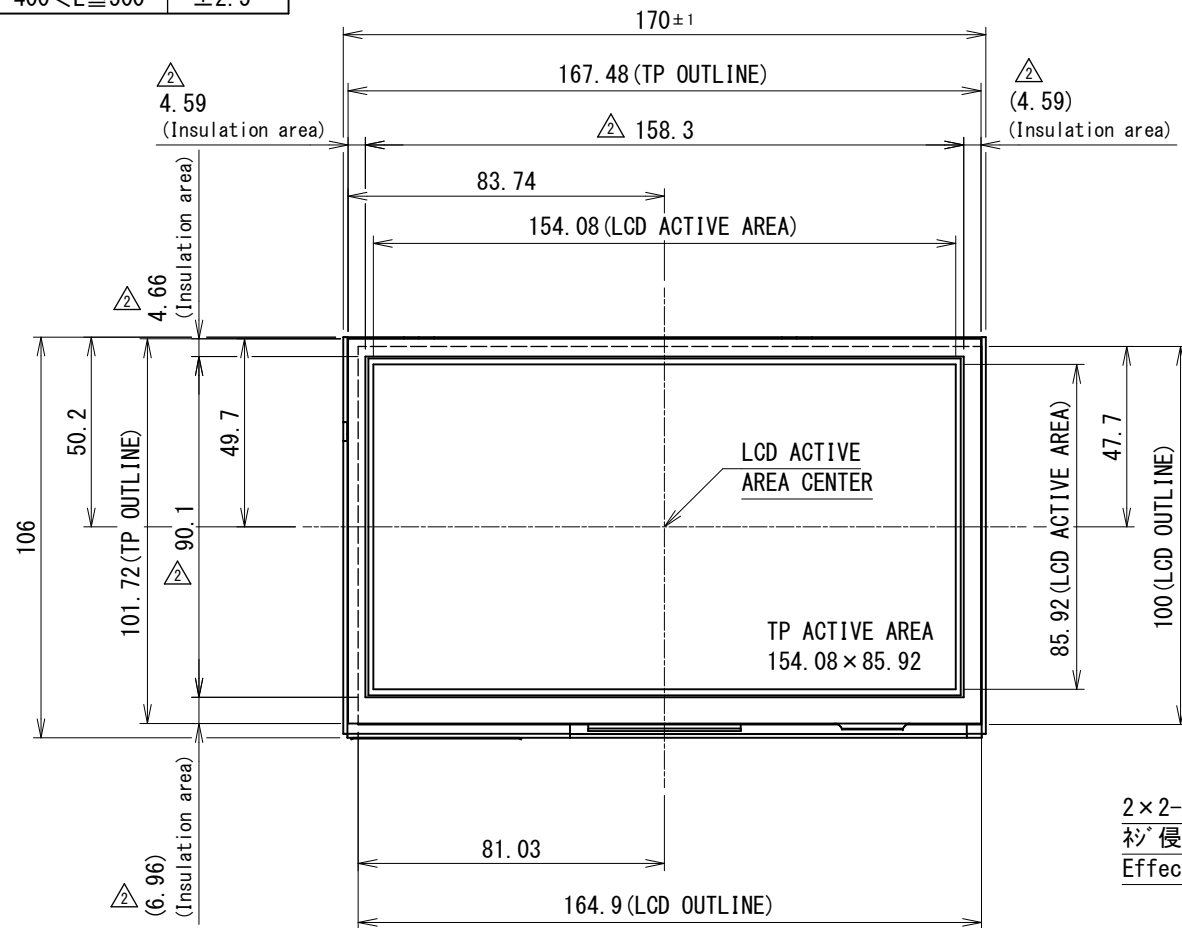 400<L≦500 ±2.5
170±1
167.48(TP OUTLINE)
2
4.59
(Insulation area)
2
(4.59)
(Insulation area)
2 158.3
83.74
154.08(LCD ACTIVE AREA)
2 4.66
(Insulation area)
106
50.2
101.72(TP OUTLINE)
2 90.1
49.7
LCD ACTIVE
AREA CENTER
TP ACTIVE AREA
154.08×85.92
85.92(LCD ACTIVE AREA)
47.7
100(LCD OUTLINE)
2 (6.96)
(Insulation area)
81.03
164.9(LCD OUTLINE)
2×2-
ﾈｼﾞ侵
Effec